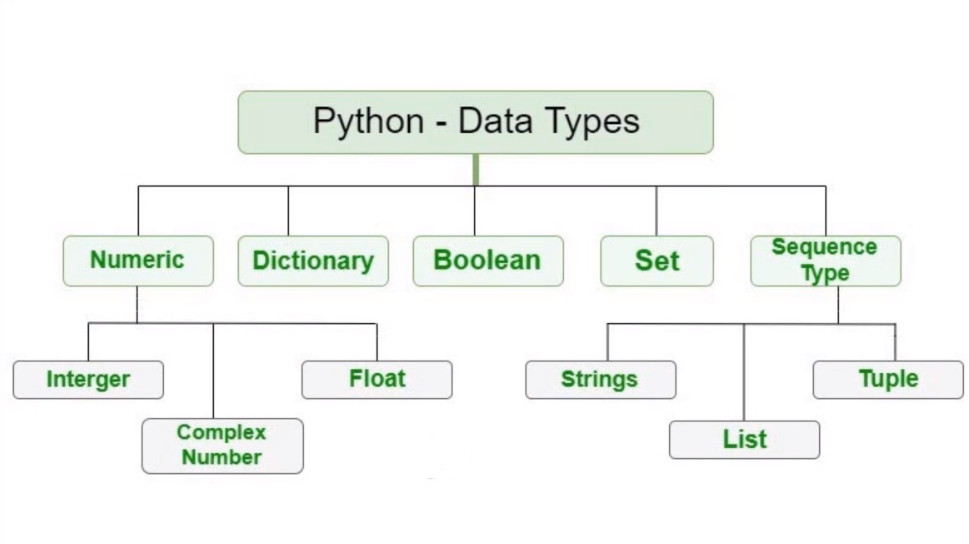 Python - Data Types
Numeric
Dictionary
Boolean
Set
Sequence
Type
Interger
Float
Complex
Number
Strings
Tuple
List